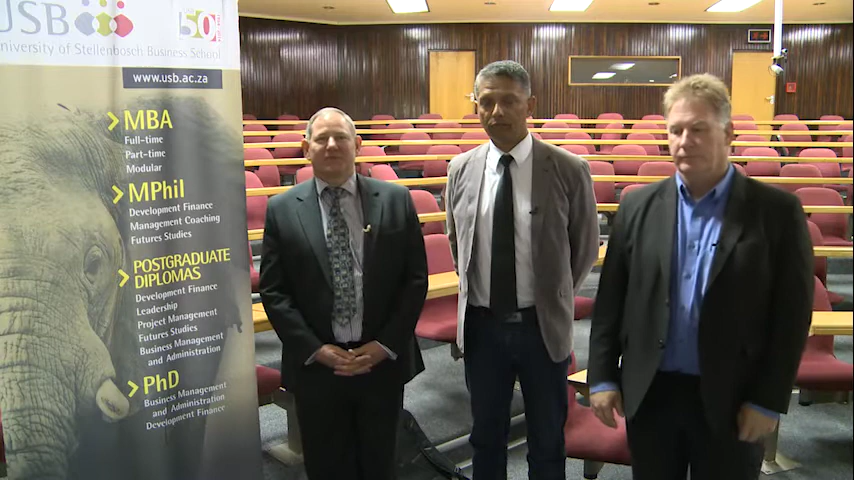 USB
50
University of Stellenbosch Business School
www.usb.ac.za
MBA
Full-time
Part-time
Modular
MPhil
Development Finance
Management Coaching
Futures Studies
POSTGRADUATE
DIPLOMAS
Development Finance
Leadership
Project Management
Futures Studies
Business Management
and Administration
PhD
Business Management
and Administration
Development Finance